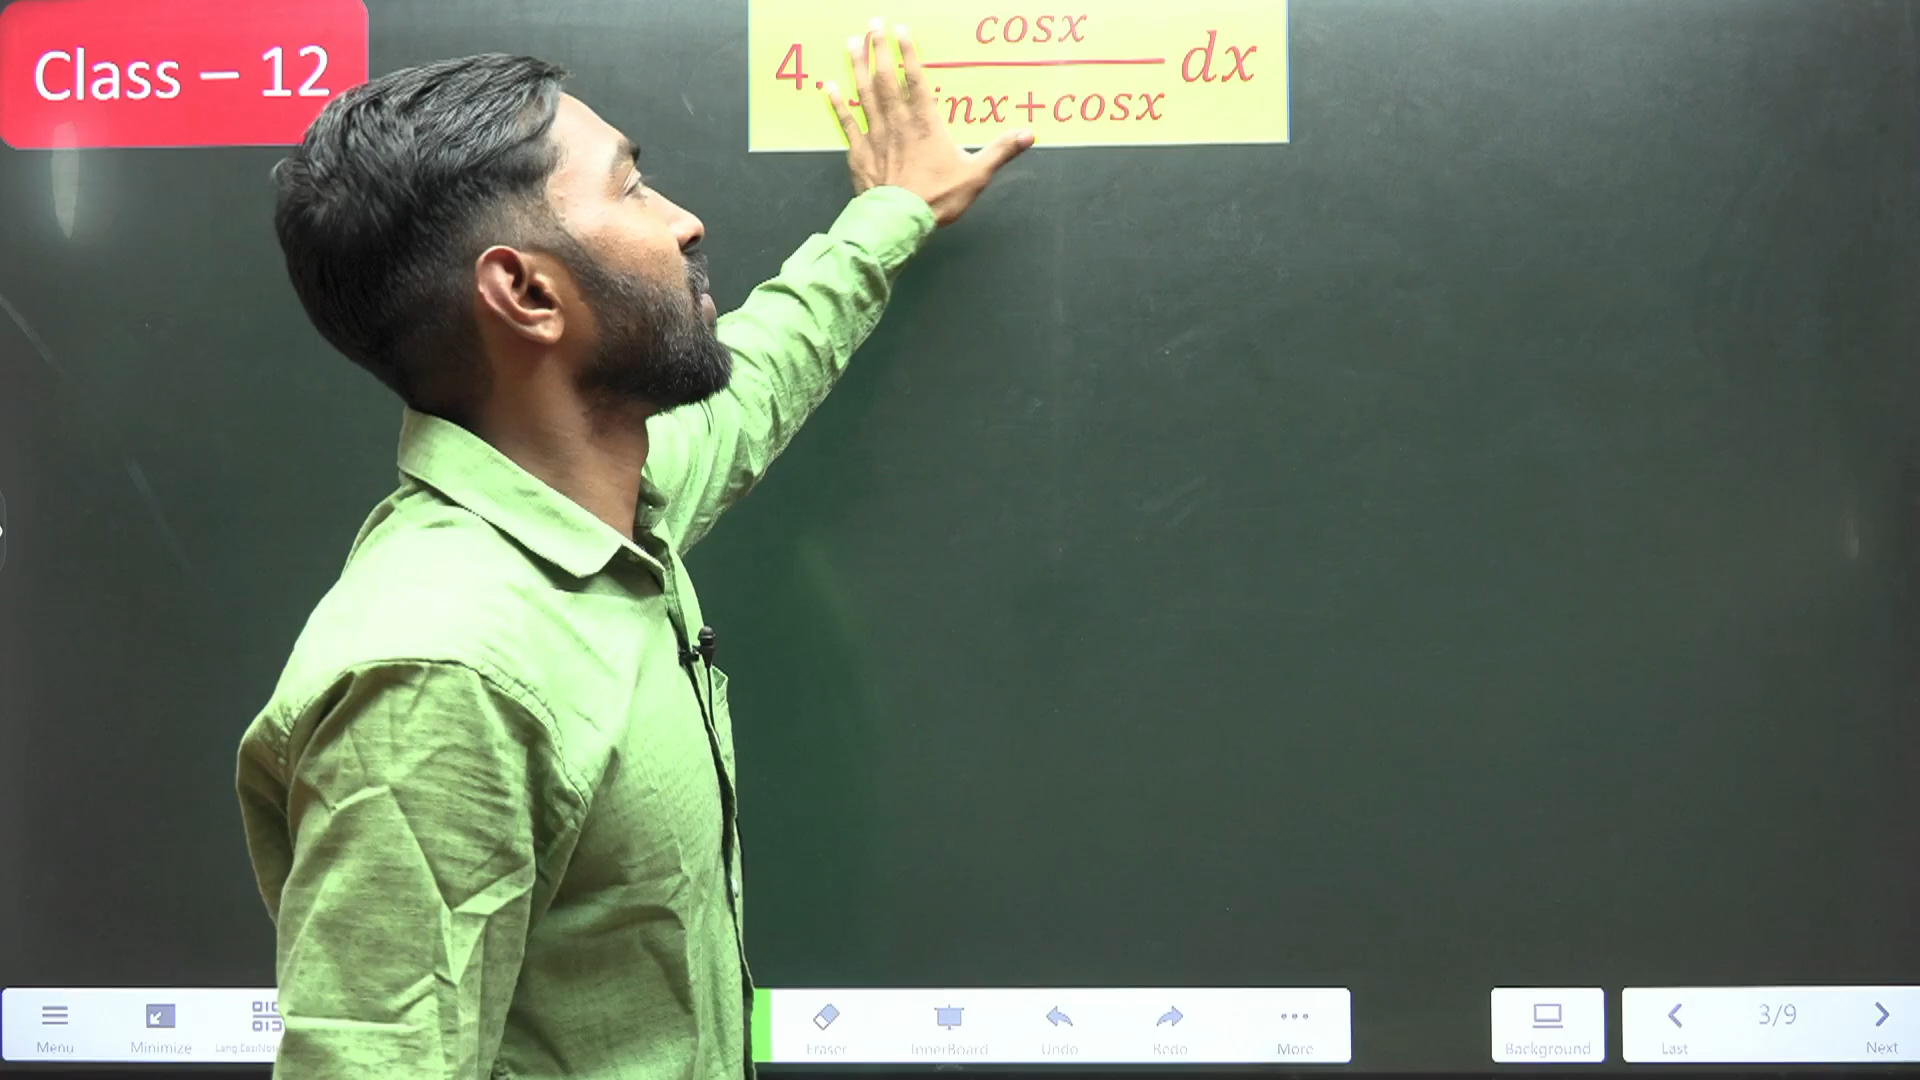 Class – 12
4. ∫ cosx
inx+cosx dx
Menu
Minimize
Eraser
InnerBoard
Undo
Redo
More
Background
Last
3/9
Next